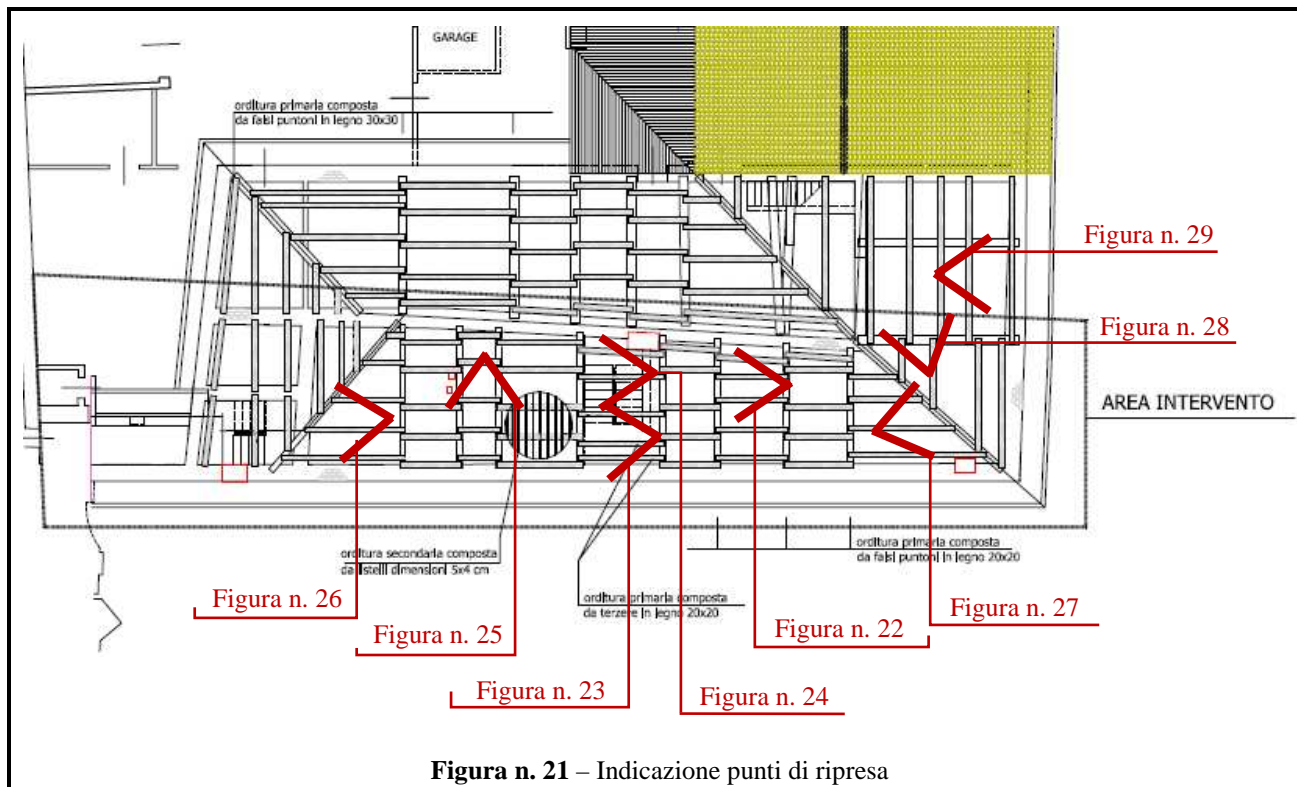 GARAGE
orditura primaria composta
da falsi puntoni in legno 30x30
Figura n. 29
Figura n. 28
AREA INTERVENTO
orditura secondaria composta
da listelli dimensioni 5x4 cm
orditura primaria composta
da falsi puntoni in legno 20x20
orditura primaria composta
da terzere in legno 20x20
Figura n. 26
Figura n. 27
Figura n. 25
Figura n. 22
Figura n. 23
Figura n. 24
Figura n. 21 – Indicazione punti di ripresa